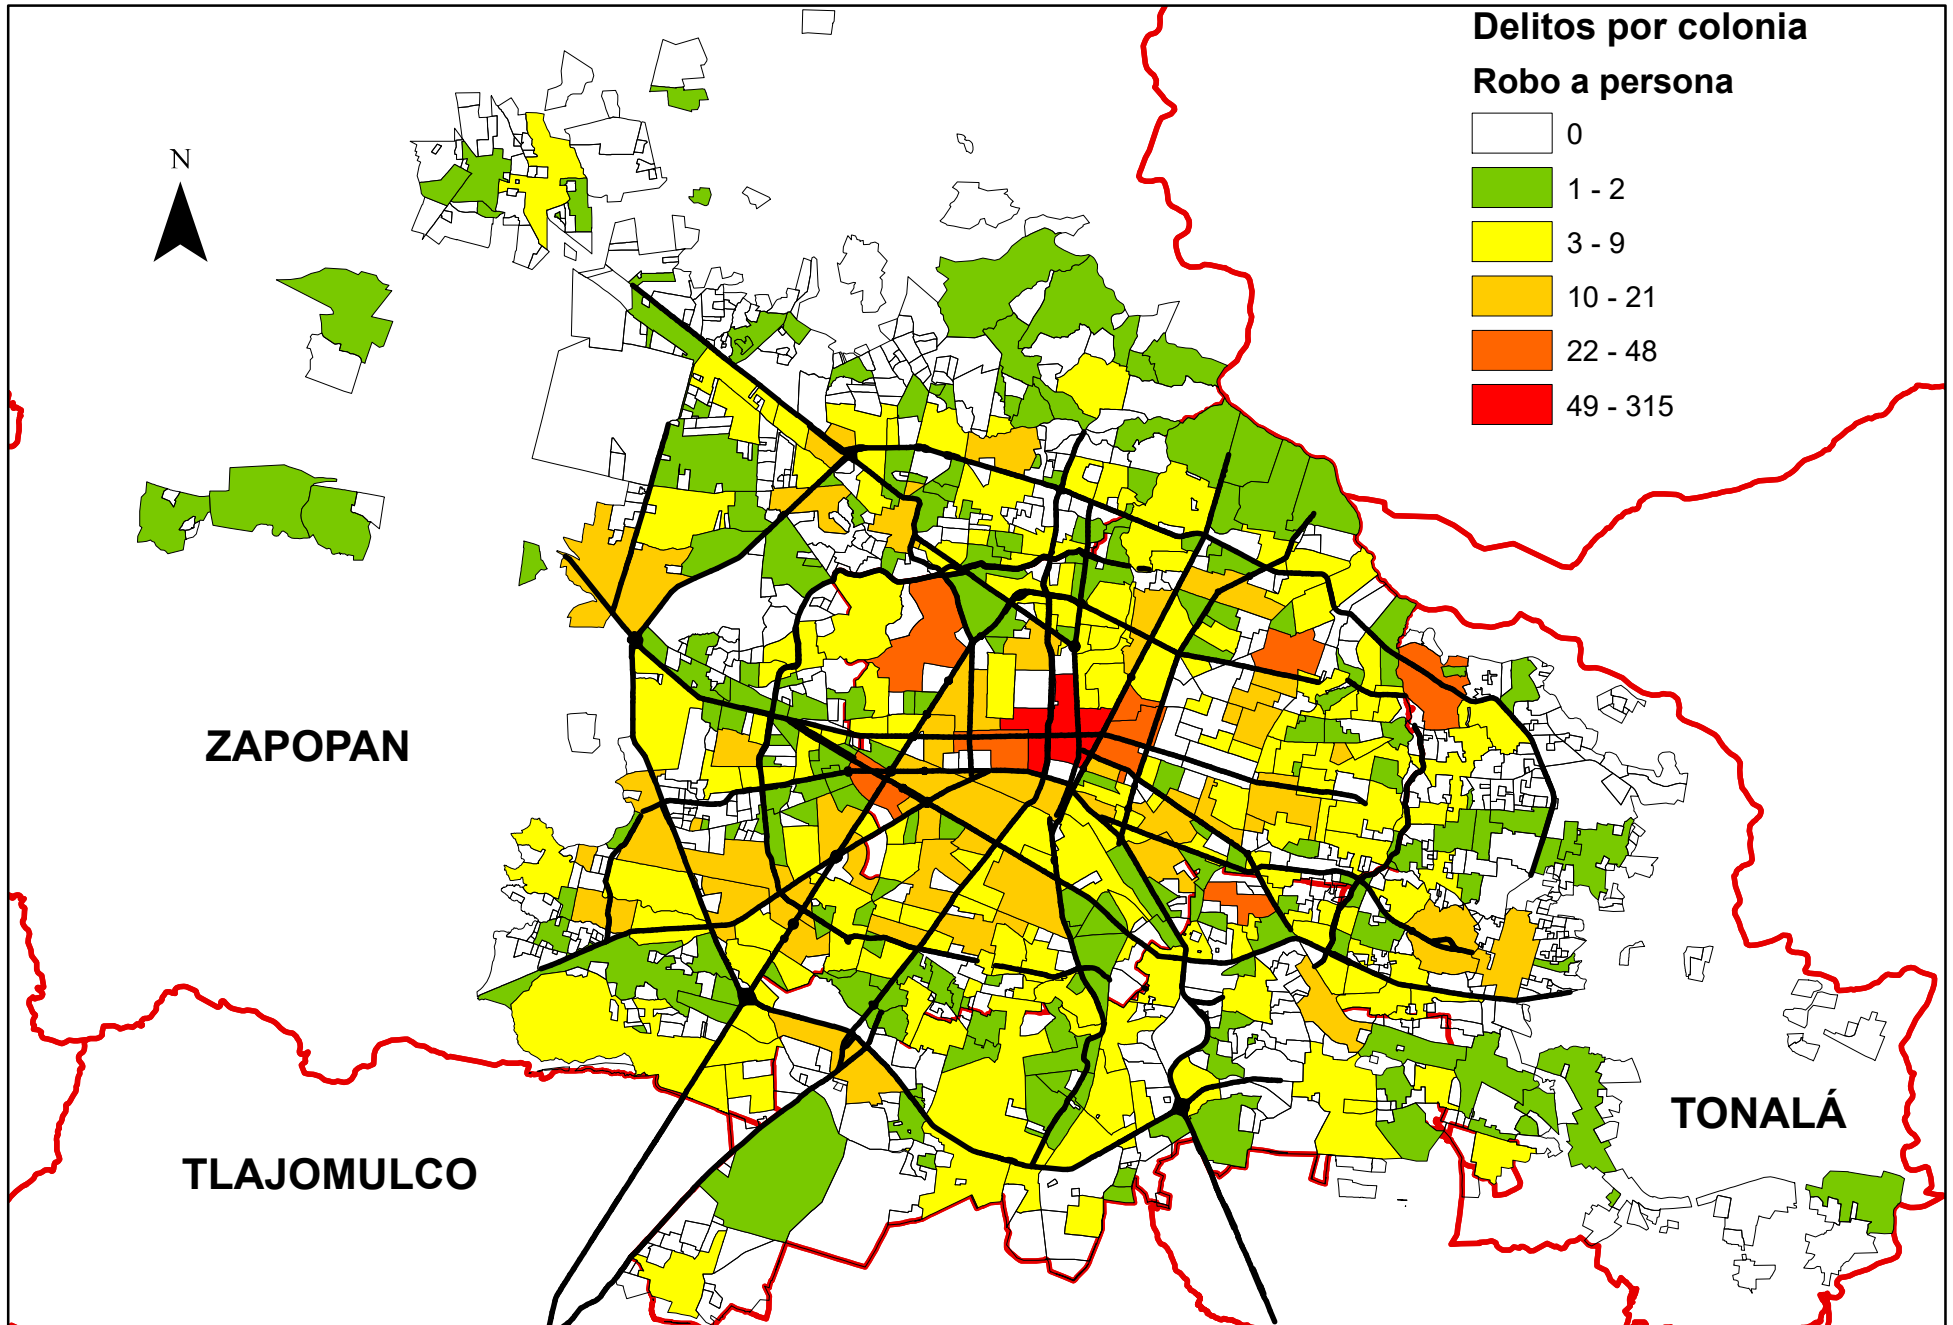 Delitos por colonia
Robo a persona
0
1 - 2
3 - 9
10 - 21
22 - 48
49 - 315
N
ZAPOPAN
TONALÁ
TLAJOMULCO